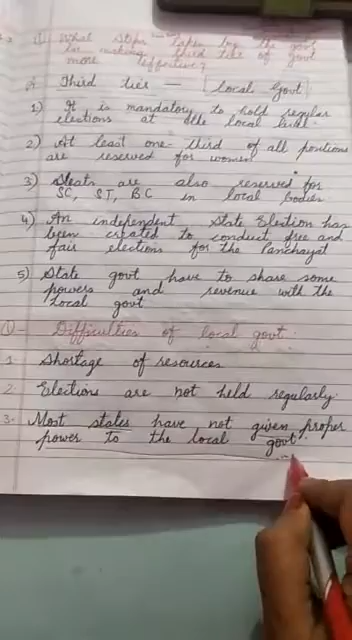 Q What steps taken by the govt
in making third tier of govt
more effective?
Third tier — [Local Govt]
1) It is mandatory to hold regular
elections at the local
2) At least one-third of all positions
are reserved for women
3) Seats are also reserved for
SC, ST, BC in local bodies
4) An independent State Election has
been created to conduct free and
fair elections for the Panchayat
5) State govt have to share some
powers and revenue with the
Local govt
Q- Difficulties of local govt:
1. Shortage of resources
2. Elections are not held regularly.
3- Most states have not given proper
power to the local govt.